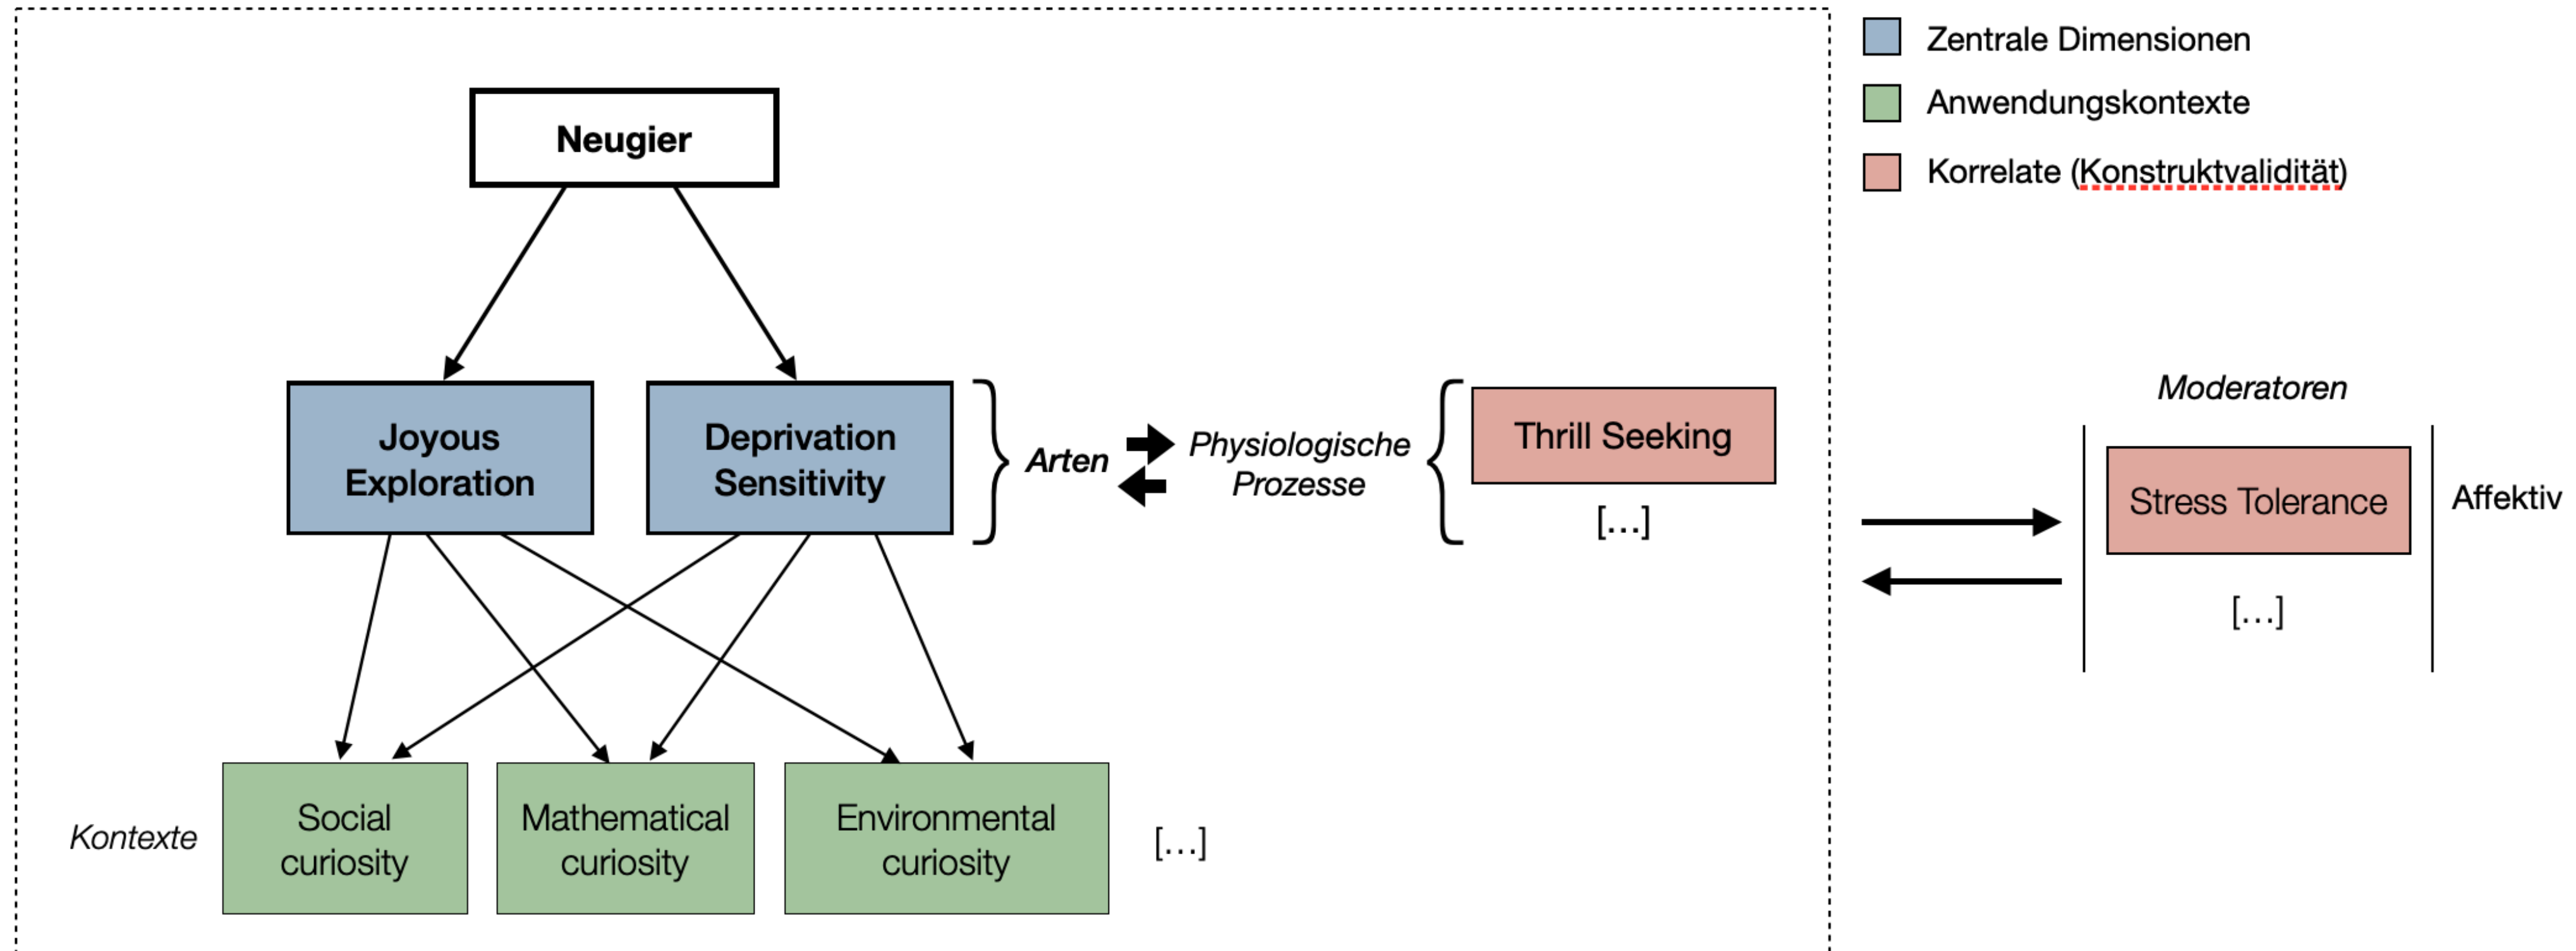 Zentrale Dimensionen
Anwendungskontexte
Korrelate (Konstruktvalidität)
Neugier
Joyous
Exploration
Deprivation
Sensitivity
Arten
Physiologische
Prozesse
Thrill Seeking
[...]
Moderatoren
Stress Tolerance
[...]
Affektiv
Kontexte
Social
curiosity
Mathematical
curiosity
Environmental
curiosity
[...]